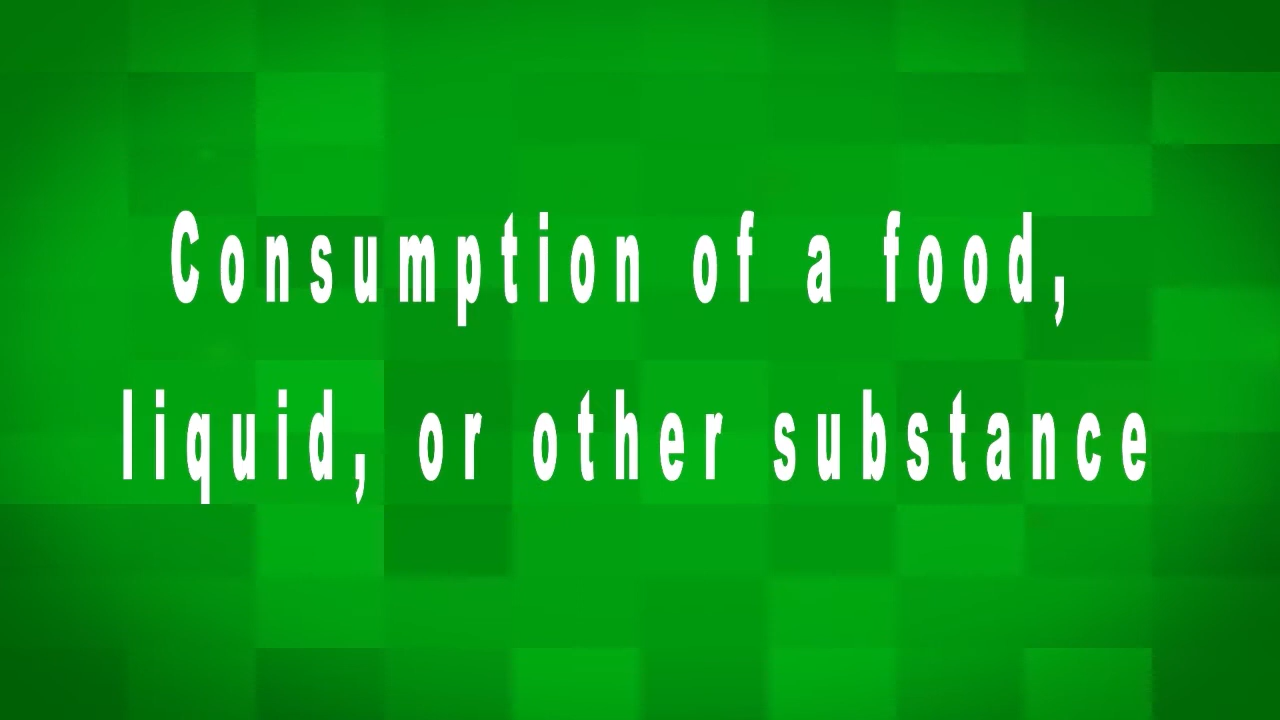 Consumption of a food,
liquid, or other substance